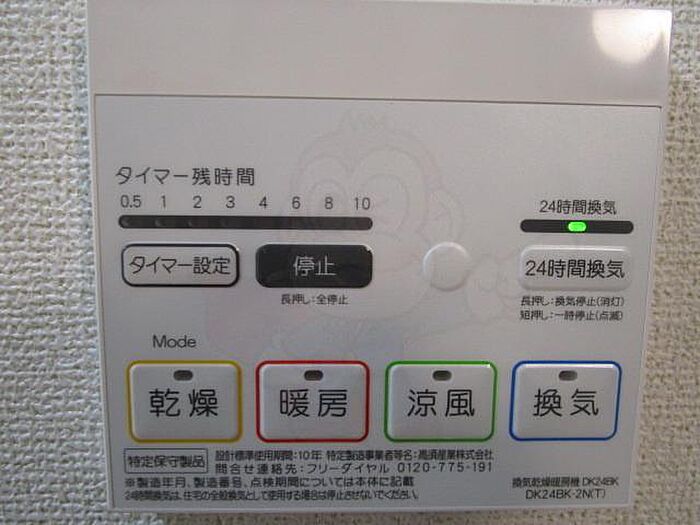 タイマー残時間
0.5 1 2 3 4 6 8 10
24時間換気
タイマー設定
停止
24時間換気
長押し:全停止
長押し:換気停止(消灯)
短押し:一時停止(点滅)
Mode
乾燥
暖房
涼風
換気
特定保守製品
設計標準使用期間:10年 特定製造事業者等名:高須産業株式会社
問合せ連絡先:フリーダイヤル 0120-775-191
※製造年月、製造番号、点検期間については本体に記載
24時間換気は、住宅の全般換気として使用する場合は停止させないでください。
換気乾燥暖房機 DK24BK
DK24BK-2N(T)